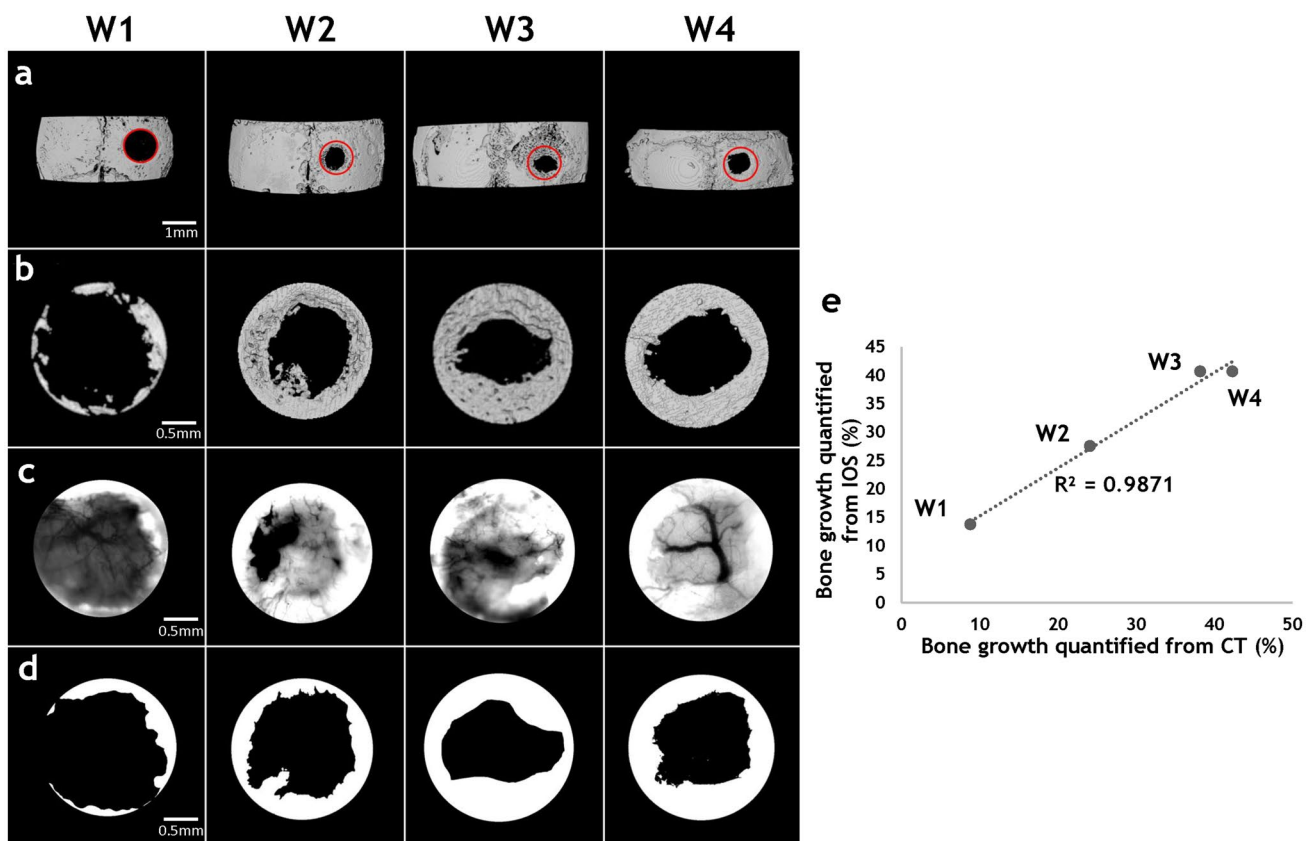 W1 W2 W3 W4
a
1mm
b
0.5mm
c
0.5mm
d
0.5mm
e
Bone growth quantified
from IOS (%)
45
40
35
30
25
20
15
10
5
0
W3
W4
W2
R² = 0.9871
W1
0 10 20 30 40 50
Bone growth quantified from CT (%)